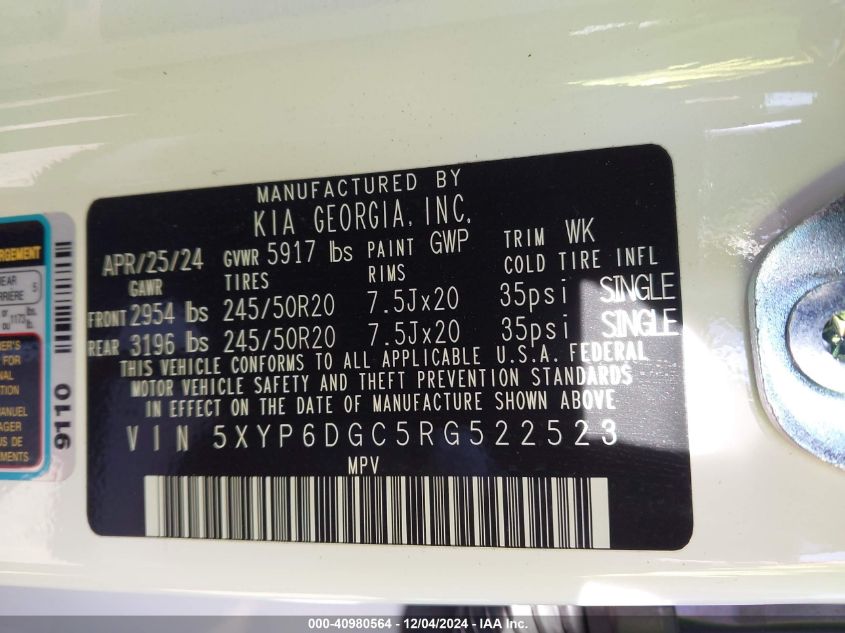 MANUFACTURED BY
KIA GEORGIA, INC.
APR/25/24 GVWR 5917 lbs PAINT GWP TRIM WK
GAWR TIRES RIMS COLD TIRE INFL
FRONT 2954 lbs 245/50R20 7.5Jx20 35psi SINGLE
REAR 3196 lbs 245/50R20 7.5Jx20 35psi SINGLE
THIS VEHICLE CONFORMS TO ALL APPLICABLE U.S.A. FEDERAL
MOTOR VEHICLE SAFETY AND THEFT PREVENTION STANDARDS
IN EFFECT ON THE DATE OF MANUFACTURE SHOWN ABOVE
VIN 5XYP6DGC5RG522523
MPV
9110
000-40980564 - 12/04/2024 - IAA Inc.